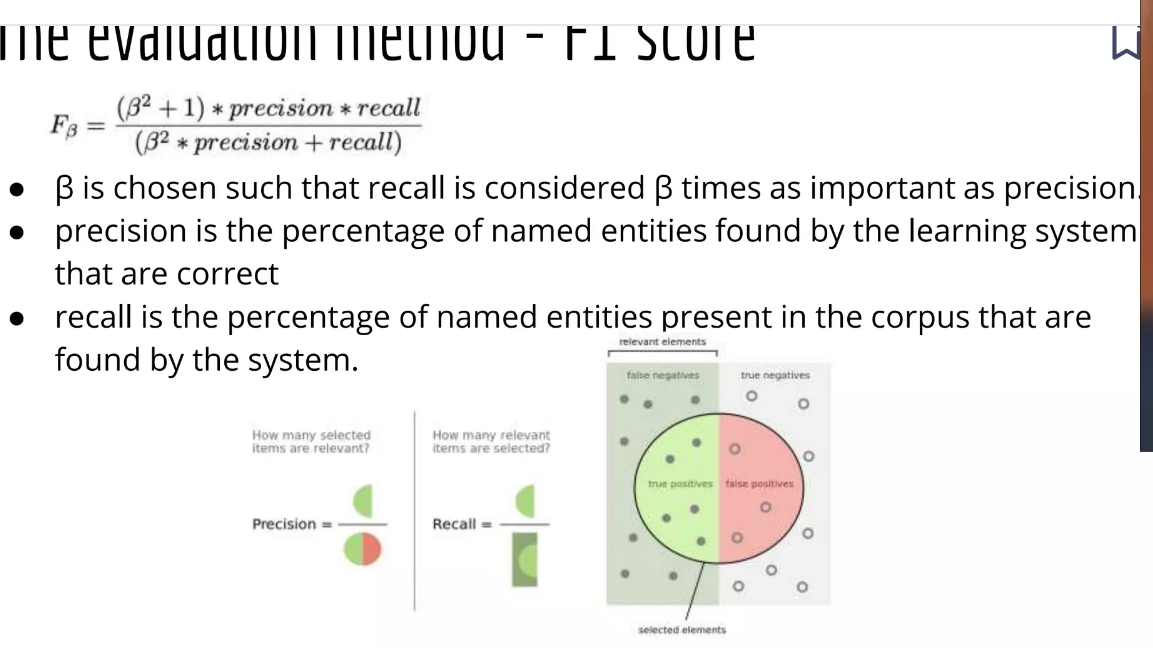 The evaluation method - F1 score
F_β = (β² + 1) * precision * recall / (β² * precision + recall)
● β is chosen such that recall is considered β times as important as precision.
● precision is the percentage of named entities found by the learning system
that are correct
● recall is the percentage of named entities present in the corpus that are
found by the system.
relevant elements
false negatives true negatives
How many selected
items are relevant?
How many relevant
items are selected?
true positives false positives
Precision =
Recall =
selected elements